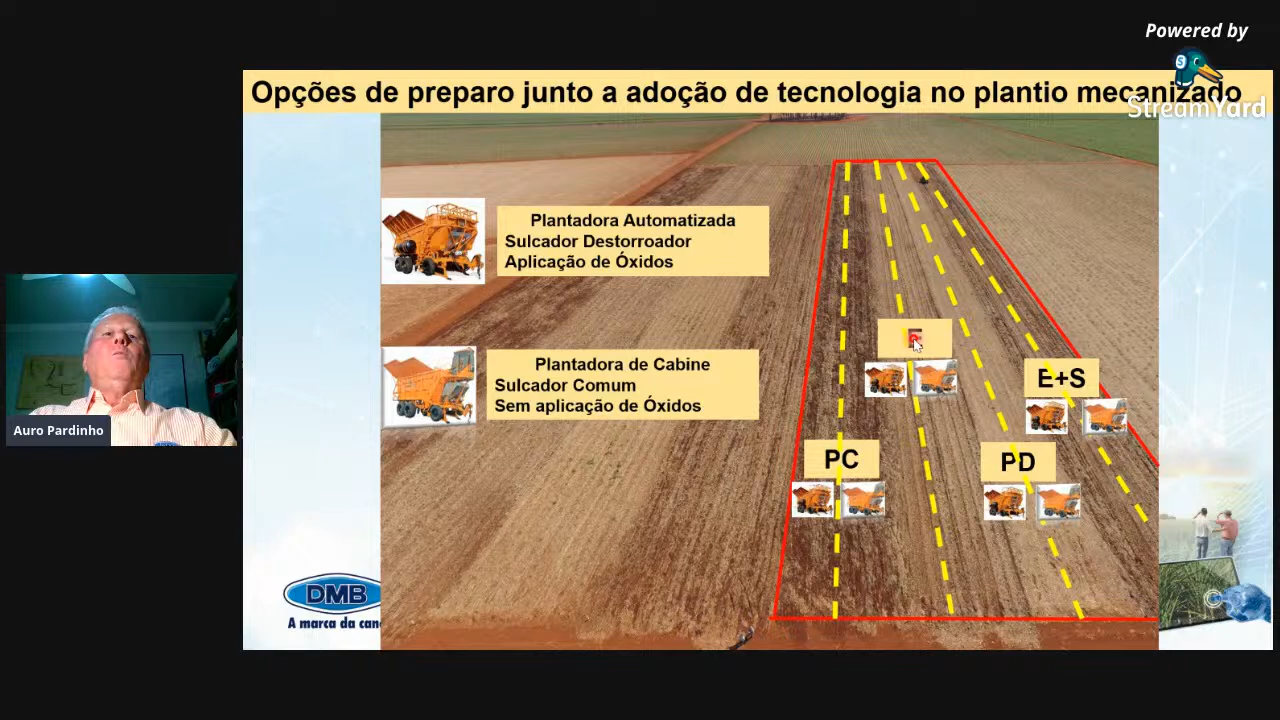 Powered by
StreamYard
Opções de preparo junto a adoção de tecnologia no plantio mecanizado
Plantadora Automatizada
Sulcador Destorroador
Aplicação de Óxidos
Plantadora de Cabine
Sulcador Comum
Sem aplicação de Óxidos
E
E+S
PC
PD
Auro Pardinho
DMB
A marca da can